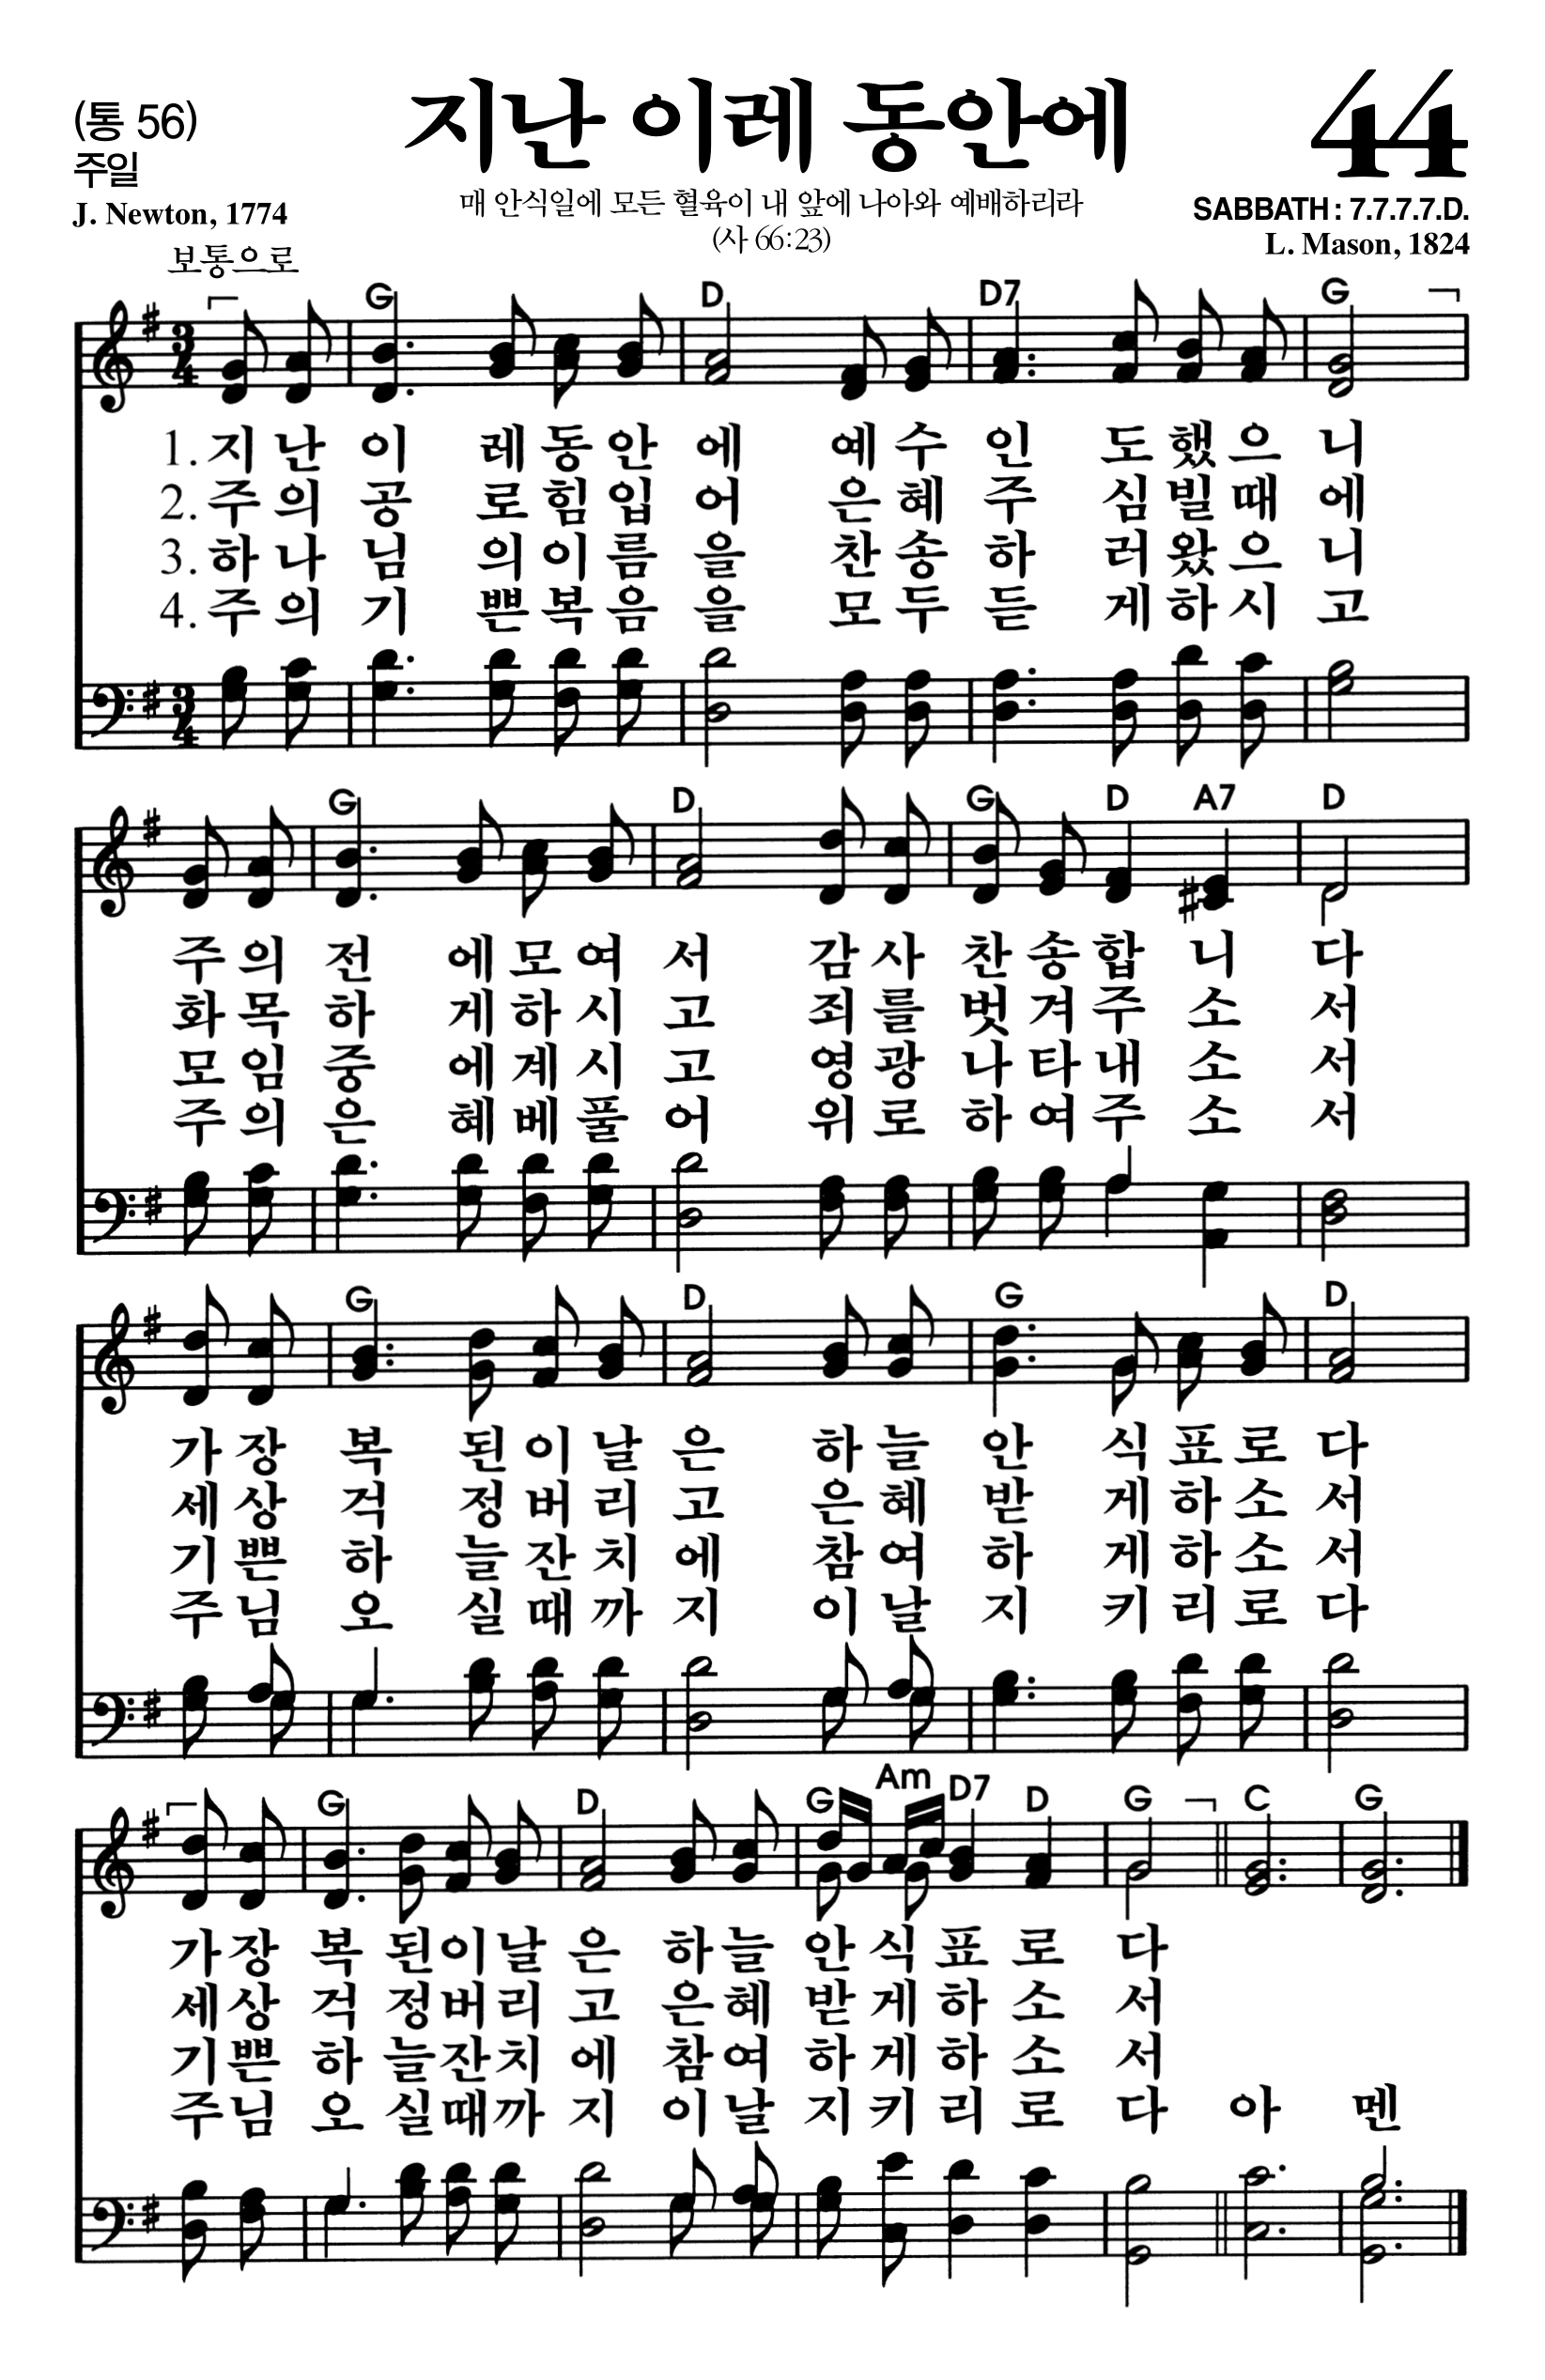 (통 56)
지난 이레 동안에
44
주일
J. Newton, 1774
매 안식일에 모든 혈육이 내 앞에 나아와 예배하리라
(사 66:23)
SABBATH : 7.7.7.7.D.
L. Mason, 1824
보통으로
G D D7 G
1. 지 난 이 레 동 안 에 예 수 인 도 했 으 니
2. 주 의 공 로 힘 입 어 은 혜 주 심 빌 때 에
3. 하 나 님 의 이 름 을 찬 송 하 러 왔 으 니
4. 주 의 기 쁜 복 음 을 모 두 듣 게 하 시 고
G D G D A7 D
주 의 전 에 모 여 서 감 사 찬 송 합 니 다
화 목 하 게 하 시 고 죄 를 벗 겨 주 소 서
모 임 중 에 계 시 고 영 광 나 타 내 소 서
주 의 은 혜 베 풀 어 위 로 하 여 주 소 서
G D G D
가 장 복 된 이 날 은 하 늘 안 식 표 로 다
세 상 걱 정 버 리 고 은 혜 받 게 하 소 서
기 쁜 하 늘 잔 치 에 참 여 하 게 하 소 서
주 님 오 실 때 까 지 이 날 지 키 리 로 다
G D G Am D7 D G C G
가 장 복 된 이 날 은 하 늘 안 식 표 로 다
세 상 걱 정 버 리 고 은 혜 받 게 하 소 서
기 쁜 하 늘 잔 치 에 참 여 하 게 하 소 서
주 님 오 실 때 까 지 이 날 지 키 리 로 다 아 멘